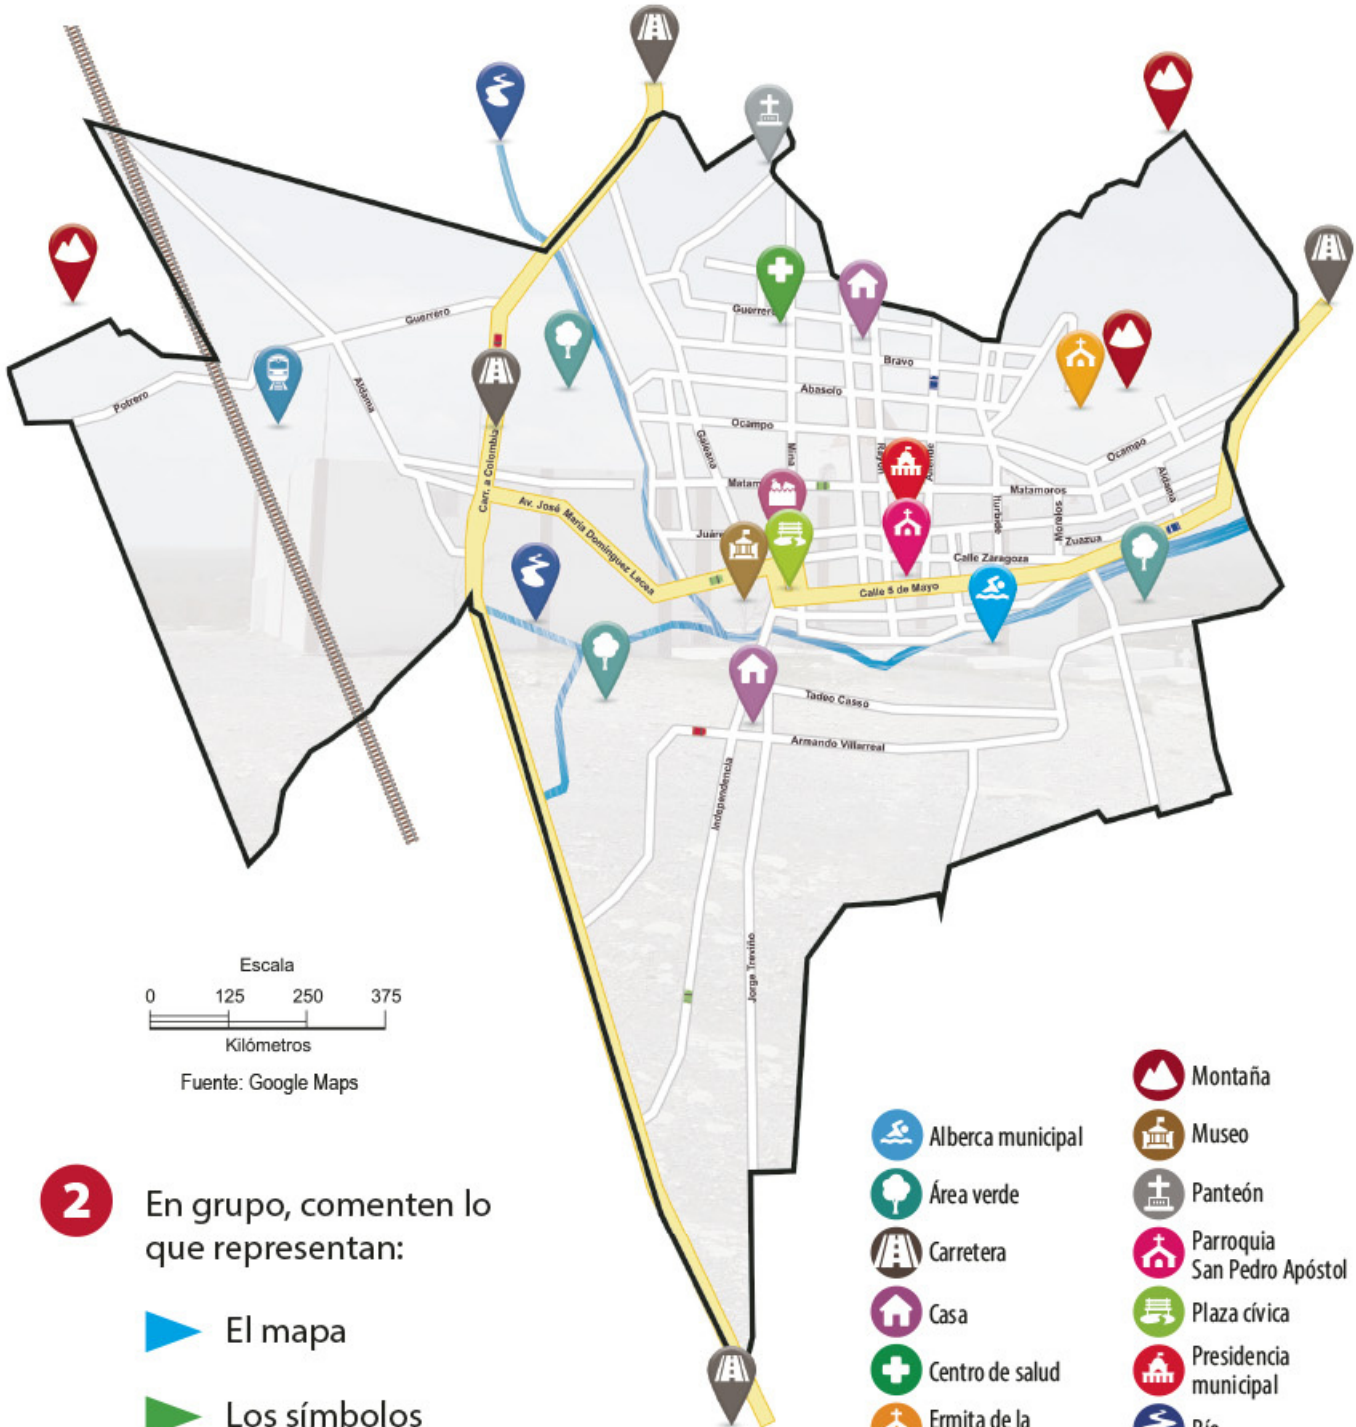 Guerrero
Potrero
Aldama
Carr. a Colombia
Av. José María Domínguez Lecea
Guerrero
Bravo
Abasolo
Ocampo
Galeana
Mina
Rayón
Ocampo
Aldama
Matamoros
Iturbide
Morelos
Zuazua
Calle Zaragoza
Calle 5 de Mayo
Tadeo Casso
Armando Villarreal
Independencia
Jorge Treviño
Escala
0 125 250 375
Kilómetros
Fuente: Google Maps
2
En grupo, comenten lo
que representan:
El mapa
Los símbolos
Alberca municipal
Área verde
Carretera
Casa
Centro de salud
Ermita de la
Montaña
Museo
Panteón
Parroquia
San Pedro Apóstol
Plaza cívica
Presidencia
municipal
Río